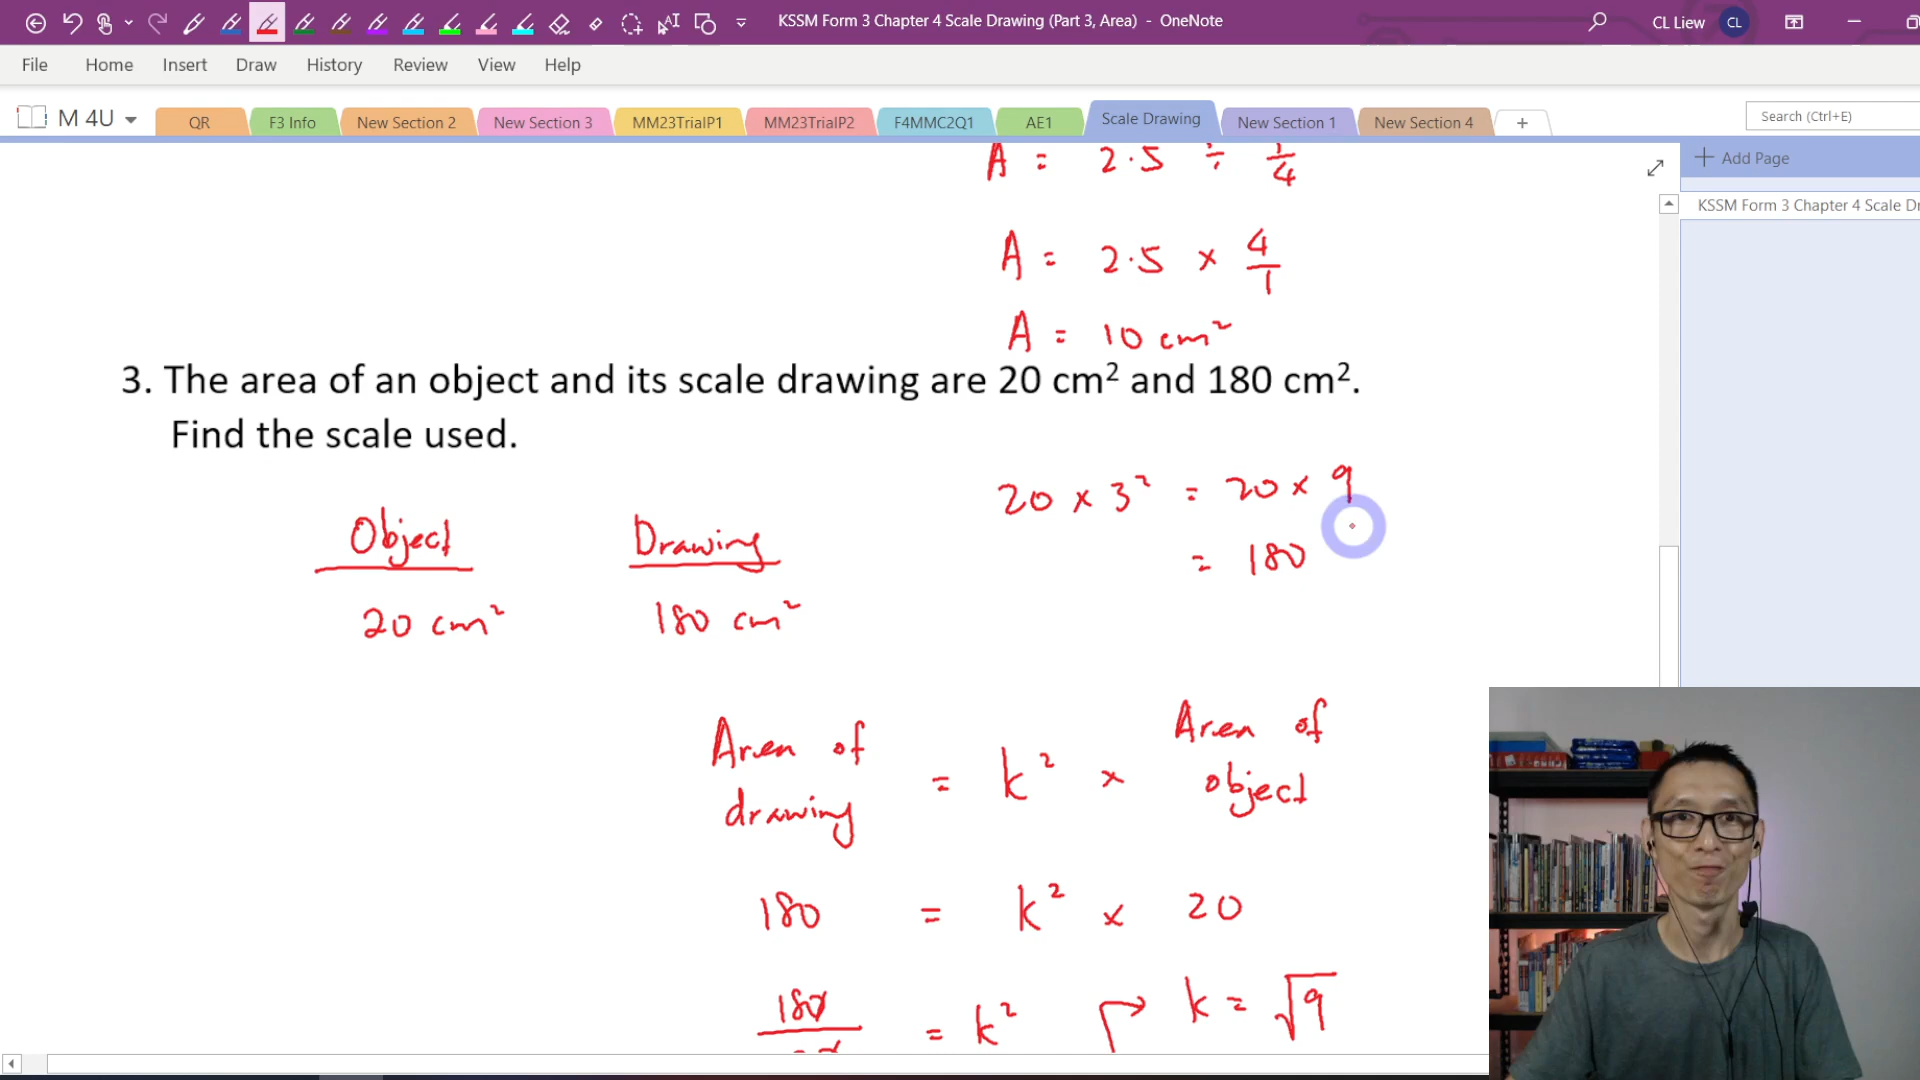 KSSM Form 3 Chapter 4 Scale Drawing (Part 3, Area) - OneNote
CL Liew CL
File Home Insert Draw History Review View Help
M 4U QR F3 Info New Section 2 New Section 3 MM23TrialP1 MM23TrialP2 F4MMC2Q1 AE1 Scale Drawing New Section 1 New Section 4 + Search (Ctrl+E)
Add Page
KSSM Form 3 Chapter 4 Scale Dr
A = 2.5 ÷ 1/4
A = 2.5 × 4/1
A = 10 cm²
3. The area of an object and its scale drawing are 20 cm² and 180 cm².
Find the scale used.
20 × 3² = 20 × 9
= 180
Object Drawing
20 cm² 180 cm²
Area of drawing = k² × Area of object
180 = k² × 20
180 = k² k = √9